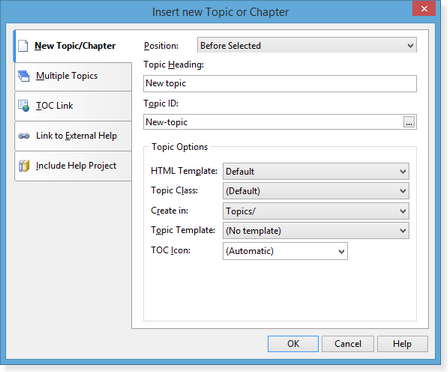 Insert new Topic or Chapter
New Topic/Chapter
Multiple Topics
TOC Link
Link to External Help
Include Help Project
Position: Before Selected
Topic Heading:
New topic
Topic ID:
New-topic ...
Topic Options
HTML Template: Default
Topic Class: (Default)
Create in: Topics/
Topic Template: (No template)
TOC Icon: (Automatic)
OK Cancel Help